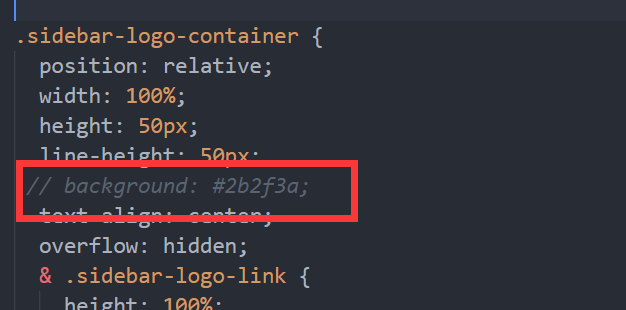 .sidebar-logo-container {
position: relative;
width: 100%;
height: 50px;
line-height: 50px;
// background: #2b2f3a;
text-align: center;
overflow: hidden;
& .sidebar-logo-link {
height: 100%;